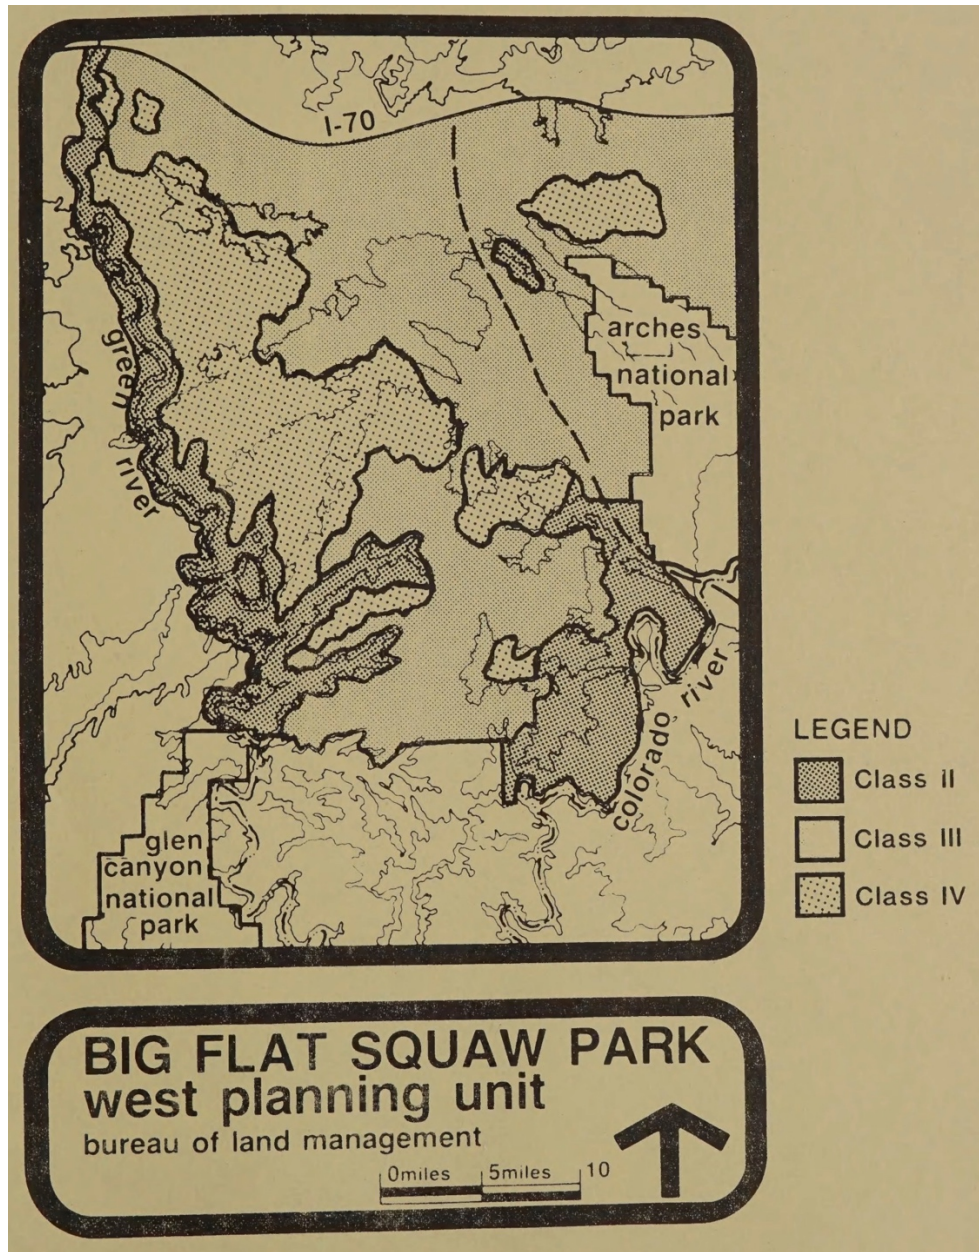 I-70
green river
arches
national
park
colorado river
glen
canyon
national
park
LEGEND
Class iI
Class III
Class IV
BIG FLAT SQUAW PARK
west planning unit
bureau of land management
0miles 5miles 10